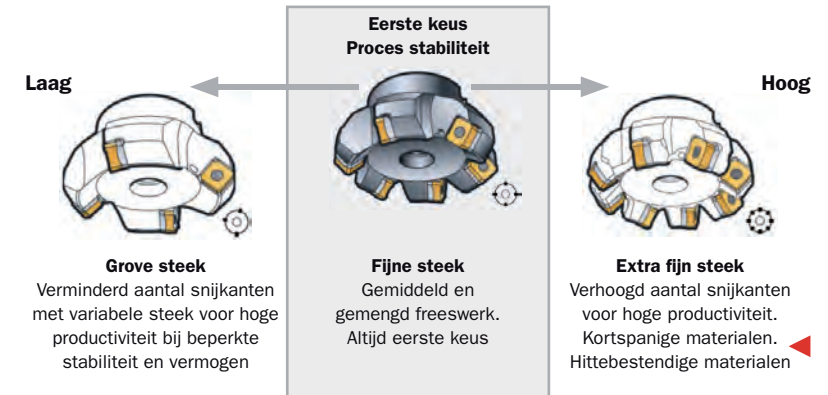 Eerste keus
Proces stabiliteit
Laag
Hoog
Grove steek
Verminderd aantal snijkanten
met variabele steek voor hoge
productiviteit bij beperkte
stabiliteit en vermogen
Fijne steek
Gemiddeld en
gemengd freeswerk.
Altijd eerste keus
Extra fijn steek
Verhoogd aantal snijkanten
voor hoge productiviteit.
Kortspanige materialen.
Hittebestendige materialen